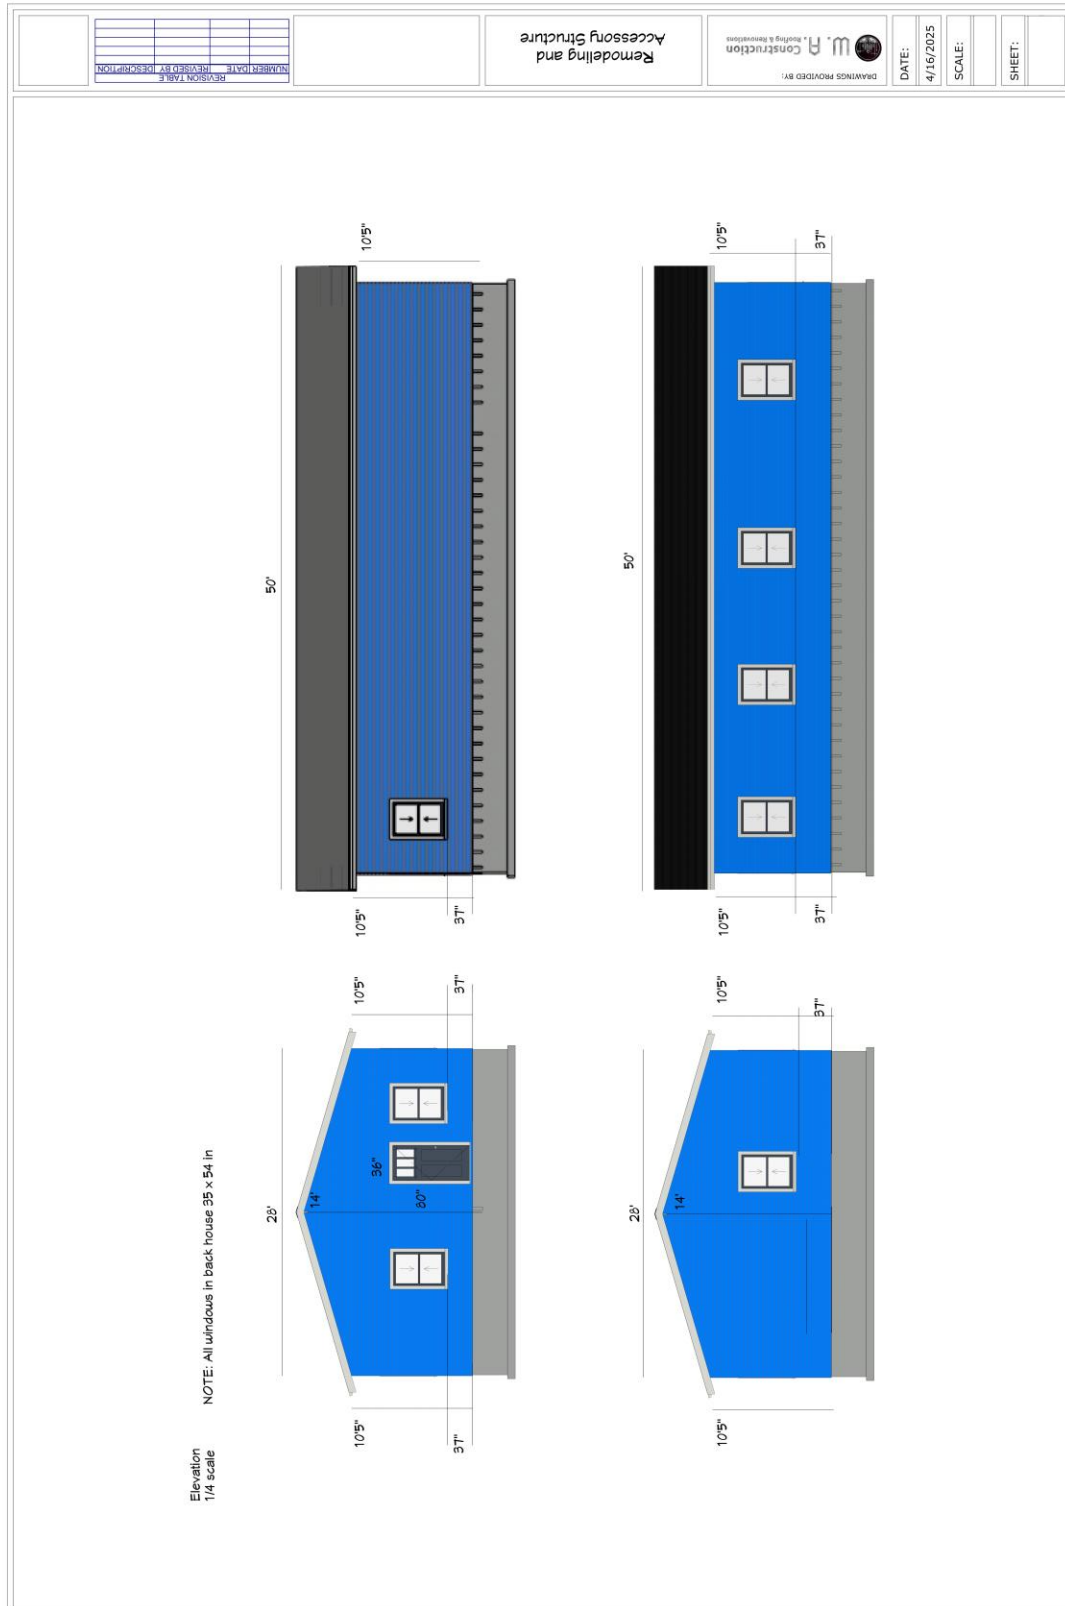 REVISION TABLE
NUMBER DATE REVISED BY DESCRIPTION
Remodeling and
Accessory Structure
DRAWINGS PROVIDED BY:
W. A. Construction
Roofing & Renovations
DATE:
4/16/2025
SCALE:
SHEET:
Elevation
1/4 scale
NOTE: All windows in back house 35 x 54 in
28'
14'
36"
80"
10'5"
37"
10'5"
37"
50'
10'5"
37"
10'5"
28'
14'
10'5"
10'5"
37"
50'
10'5"
37"
10'5"
37"